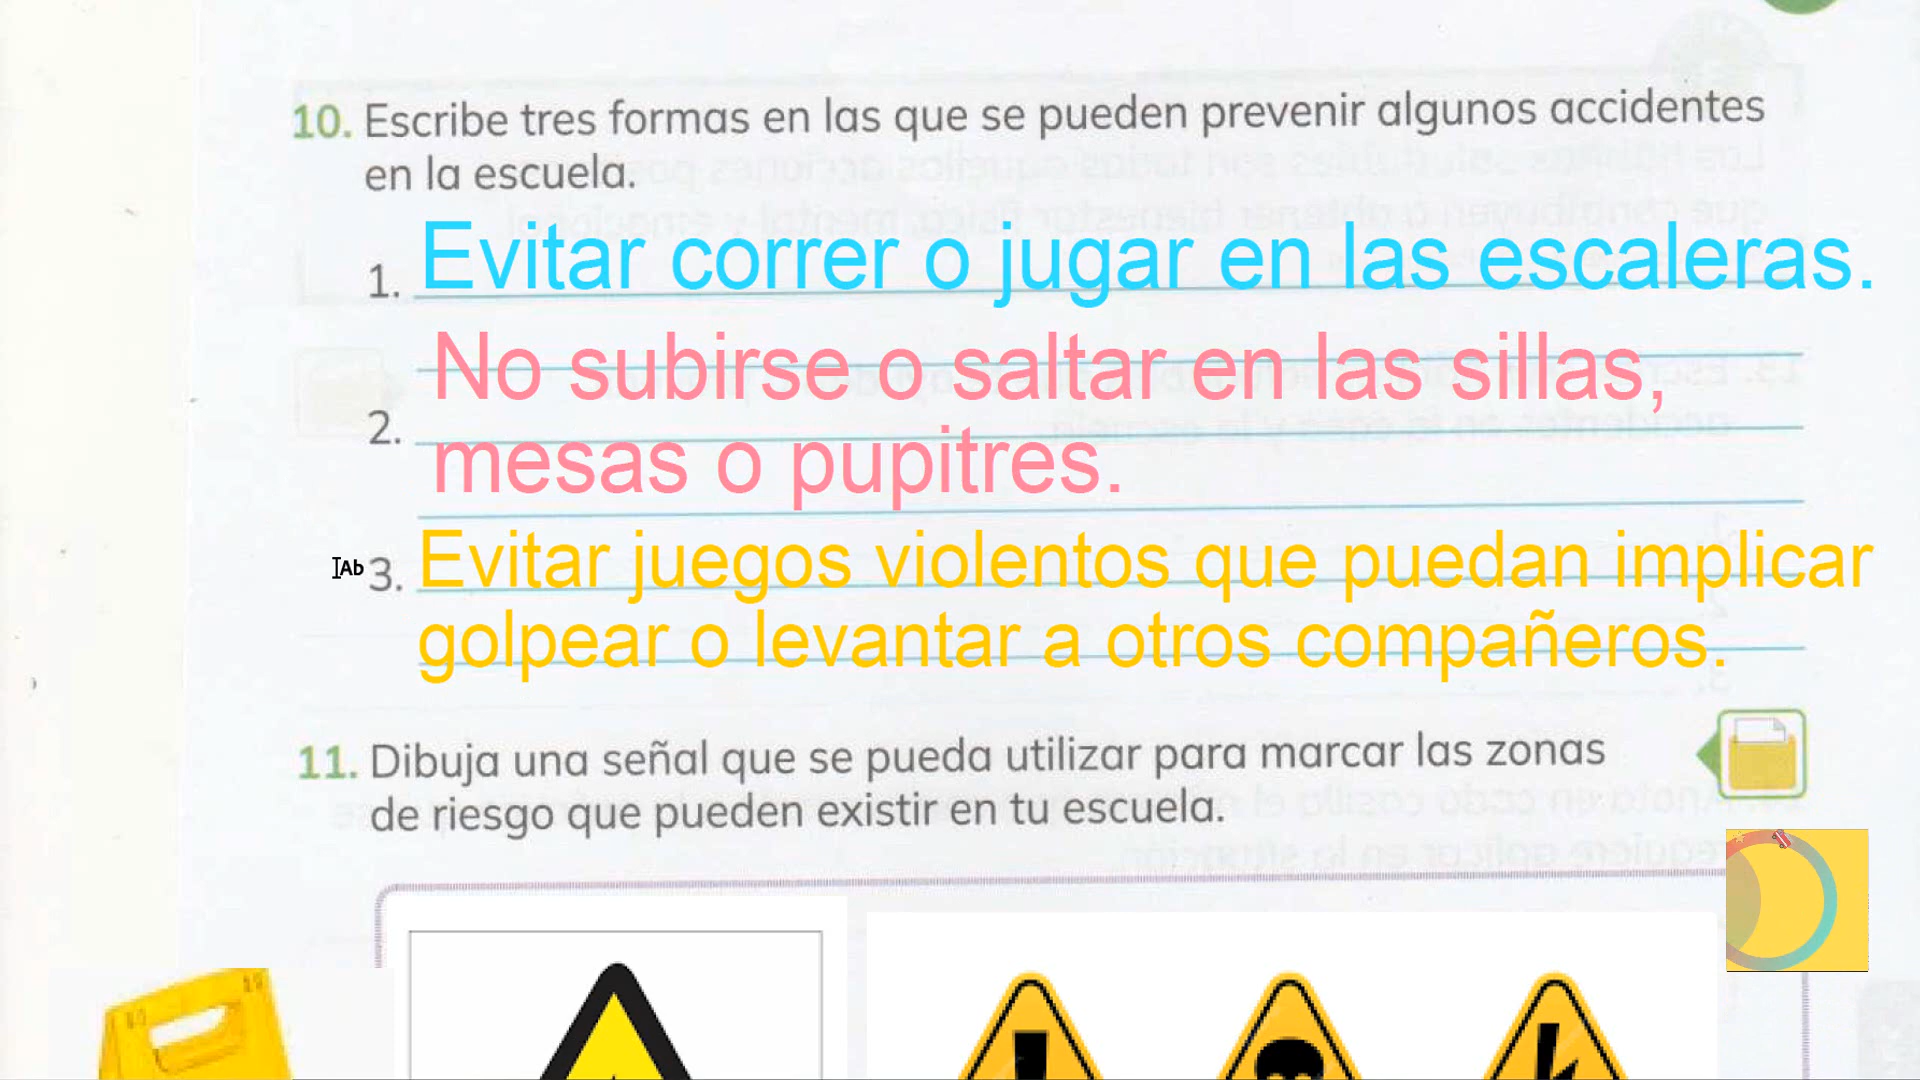 10. Escribe tres formas en las que se pueden prevenir algunos accidentes
en la escuela.
1. Evitar correr o jugar en las escaleras.
No subirse o saltar en las sillas,
2. mesas o pupitres.
Ab 3. Evitar juegos violentos que puedan implicar
golpear o levantar a otros compañeros.
11. Dibuja una señal que se pueda utilizar para marcar las zonas
de riesgo que pueden existir en tu escuela.